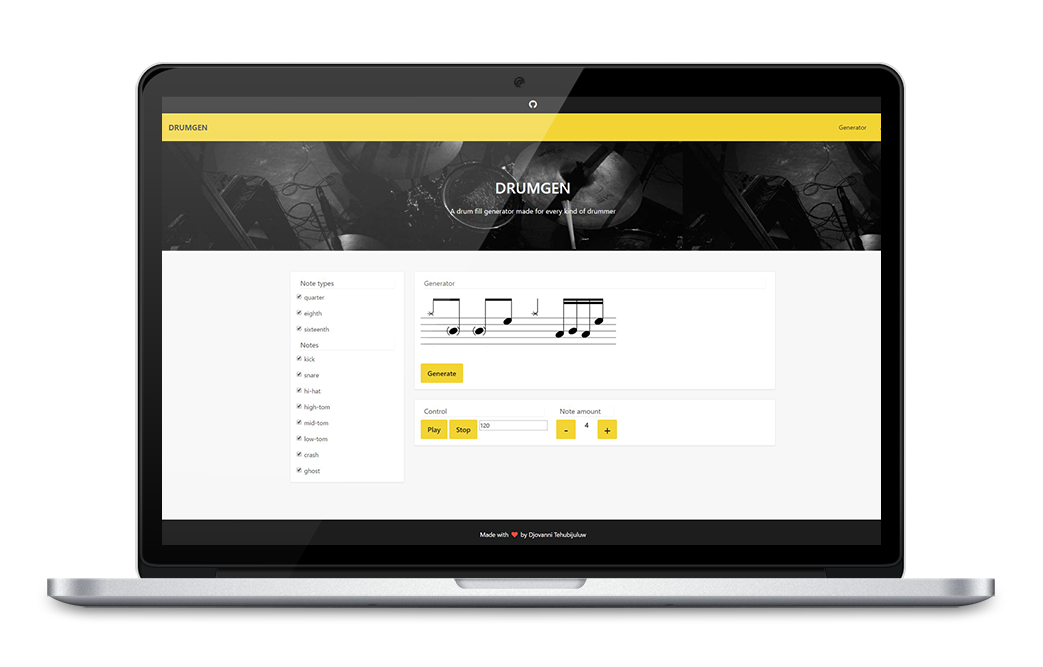 DRUMGEN
Generator
DRUMGEN
A drum fill generator made for every kind of drummer
Note types
quarter
eighth
sixteenth
Notes
kick
snare
hi-hat
high-tom
mid-tom
low-tom
crash
ghost
Generator
Generate
Control
Note amount
Play Stop 120 - 4 +
Made with ❤ by Djovanni Tehubijuluw